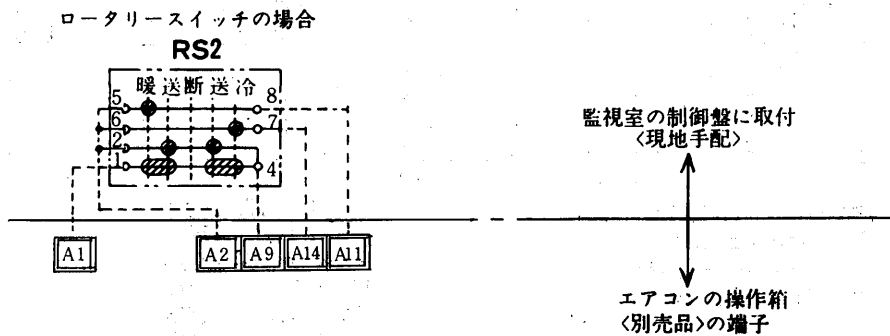 ロータリースイッチの場合
RS2
暖送断送冷
5
8
6
7
2
1
4
A1
A2
A9
A14
A11
監視室の制御盤に取付
〈現地手配〉
エアコンの操作箱
〈別売品〉の端子